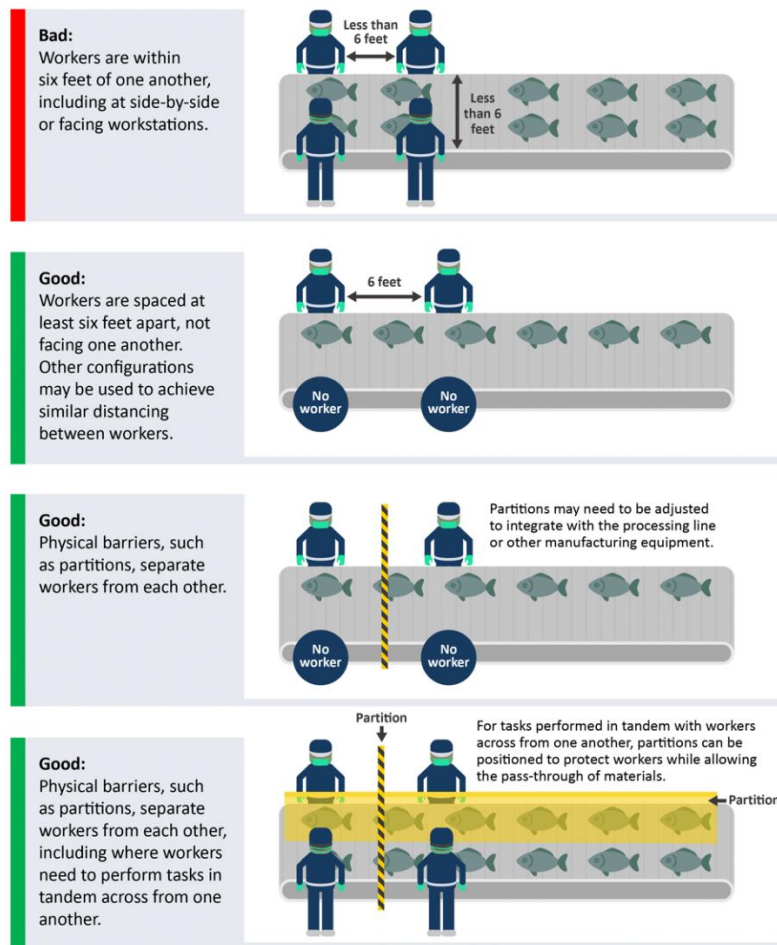 Bad:
Workers are within
six feet of one another,
including at side-by-side
or facing workstations.
Less than
6 feet
Less
than 6
feet
Good:
Workers are spaced at
least six feet apart, not
facing one another.
Other configurations
may be used to achieve
similar distancing
between workers.
6 feet
No
worker
No
worker
Good:
Physical barriers, such
as partitions, separate
workers from each other.
Partitions may need to be adjusted
to integrate with the processing line
or other manufacturing equipment.
No
worker
No
worker
Good:
Physical barriers, such
as partitions, separate
workers from each other,
including where workers
need to perform tasks in
tandem across from one
another.
Partition
For tasks performed in tandem with workers
across from one another, partitions can be
positioned to protect workers while allowing
the pass-through of materials.
Partition